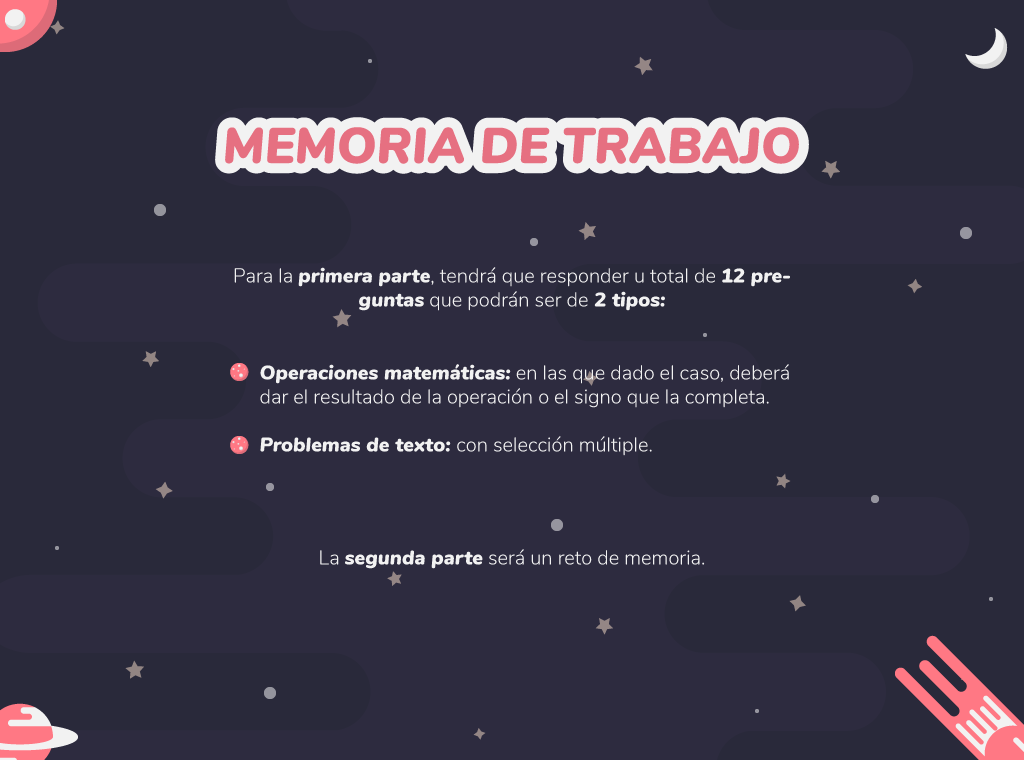 MEMORIA DE TRABAJO
Para la primera parte, tendrá que responder u total de 12 pre-
guntas que podrán ser de 2 tipos:
Operaciones matemáticas: en las que dado el caso, deberá
dar el resultado de la operación o el signo que la completa.
Problemas de texto: con selección múltiple.
La segunda parte será un reto de memoria.